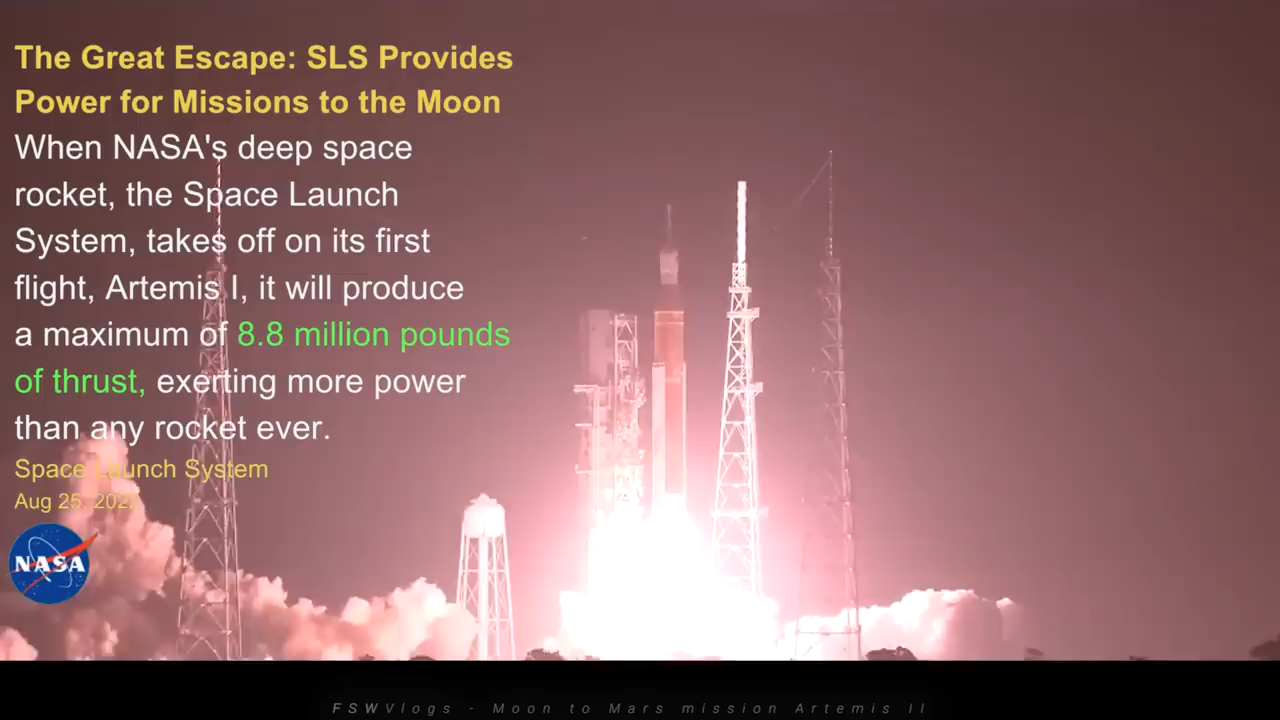 The Great Escape: SLS Provides
Power for Missions to the Moon
When NASA's deep space
rocket, the Space Launch
System, takes off on its first
flight, Artemis I, it will produce
a maximum of 8.8 million pounds
of thrust, exerting more power
than any rocket ever.
Space Launch System
Aug 25, 2022
NASA
FSWVlogs - Moon to Mars mission Artemis II